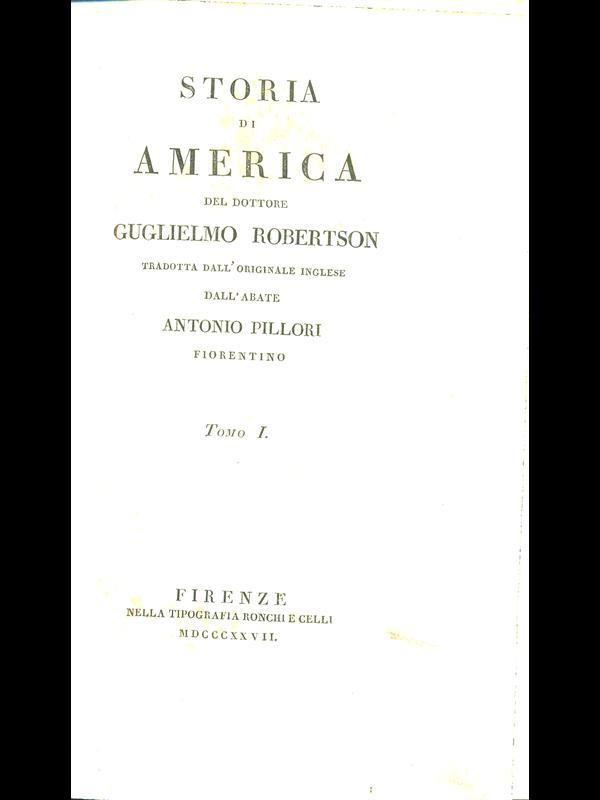 STORIA
DI
AMERICA
DEL DOTTORE
GUGLIELMO ROBERTSON
TRADOTTA DALL'ORIGINALE INGLESE
DALL'ABATE
ANTONIO PILLORI
FIORENTINO
Tomo I.
FIRENZE
NELLA TIPOGRAFIA RONCHI E CELLI
MDCCCXXVII.